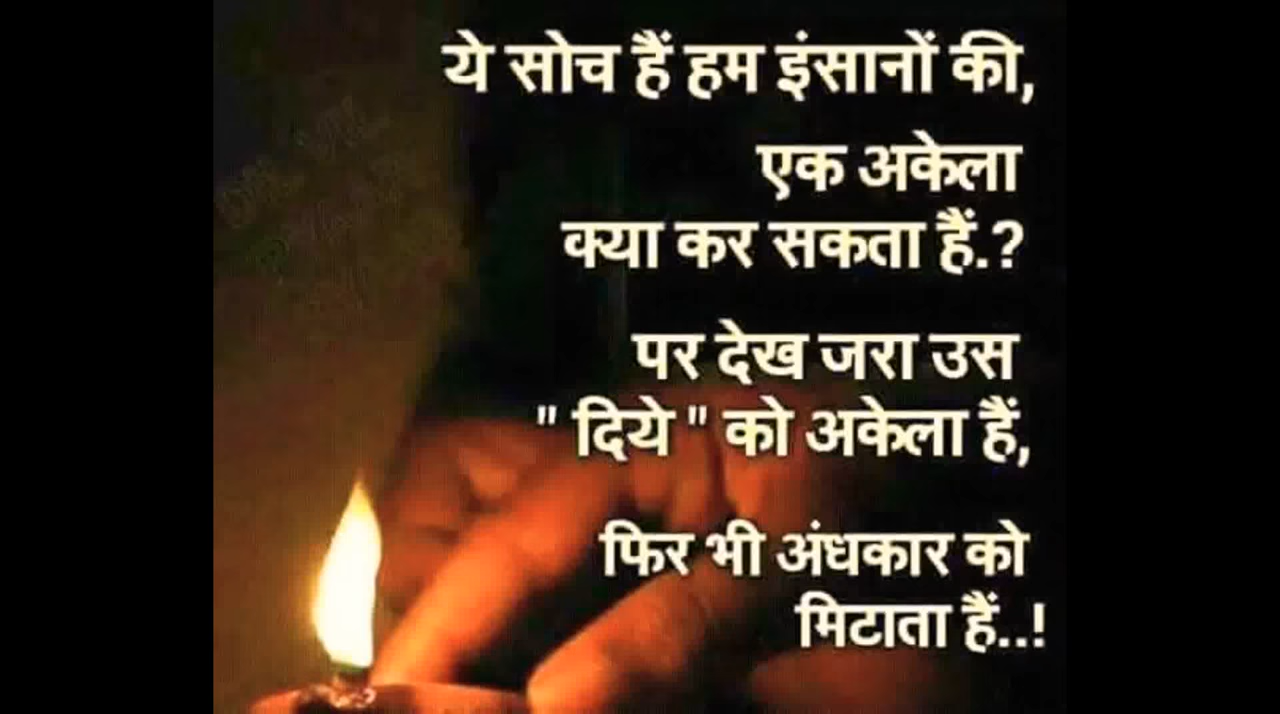 ये सोच हैं हम इंसानों की,
एक अकेला
क्या कर सकता हैं.?
पर देख जरा उस
" दिये " को अकेला हैं,
फिर भी अंधकार को
मिटाता हैं..!